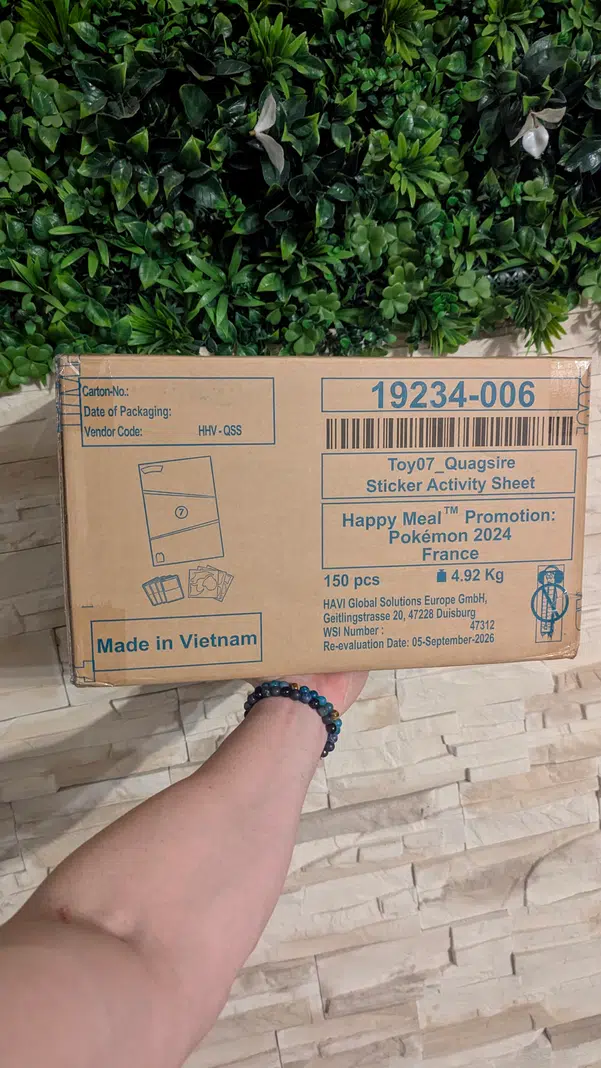 Carton-No.:
Date of Packaging:
Vendor Code: HHV - QSS
7
Made in Vietnam
19234-006
Toy07_Quagsire
Sticker Activity Sheet
Happy Meal™ Promotion:
Pokémon 2024
France
150 pcs 4.92 Kg
HAVI Global Solutions Europe GmbH,
Geitlingstrasse 20, 47228 Duisburg
WSI Number : 47312
Re-evaluation Date: 05-September-2026